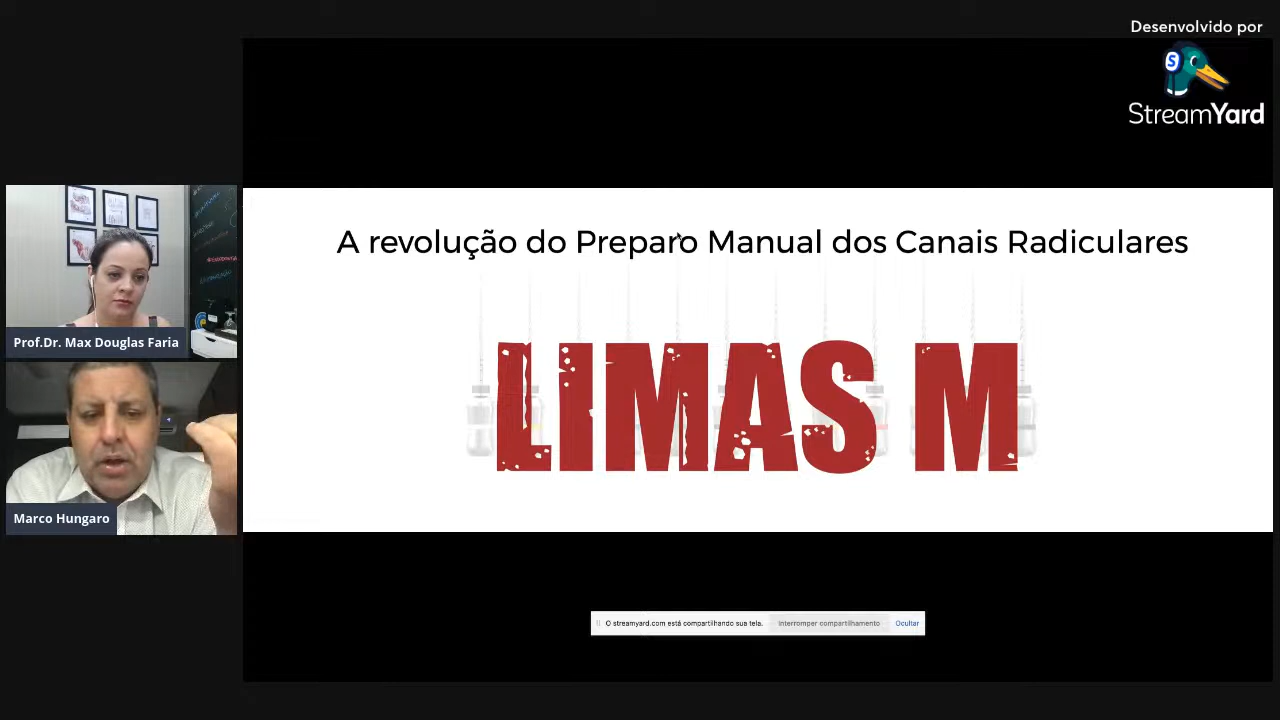 Desenvolvido por
StreamYard
A revolução do Preparo Manual dos Canais Radiculares
LIMAS M
Prof.Dr. Max Douglas Faria
Marco Hungaro
O streamyard.com está compartilhando sua tela. Interromper compartilhamento Ocultar